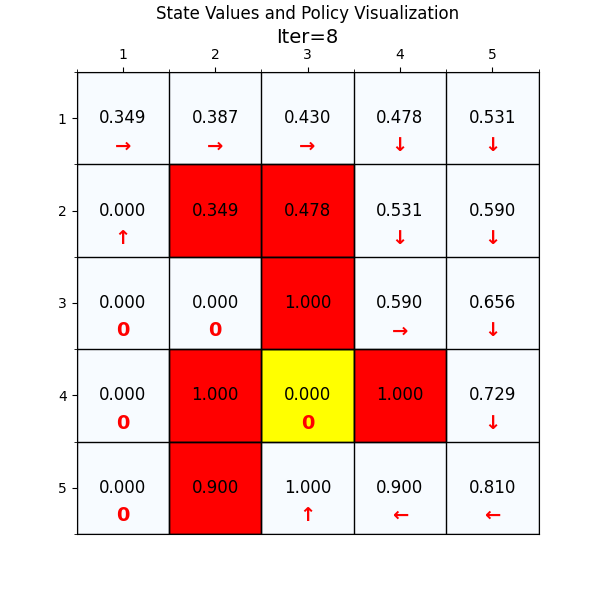 State Values and Policy Visualization
Iter=8
1 2 3 4 5
1 0.349 0.387 0.430 0.478 0.531
→ → → ↓ ↓
2 0.000 0.349 0.478 0.531 0.590
↑ ↓ ↓
3 0.000 0.000 1.000 0.590 0.656
0 0 → ↓
4 0.000 1.000 0.000 1.000 0.729
0 0 ↓
5 0.000 0.900 1.000 0.900 0.810
0 ↑ ← ←